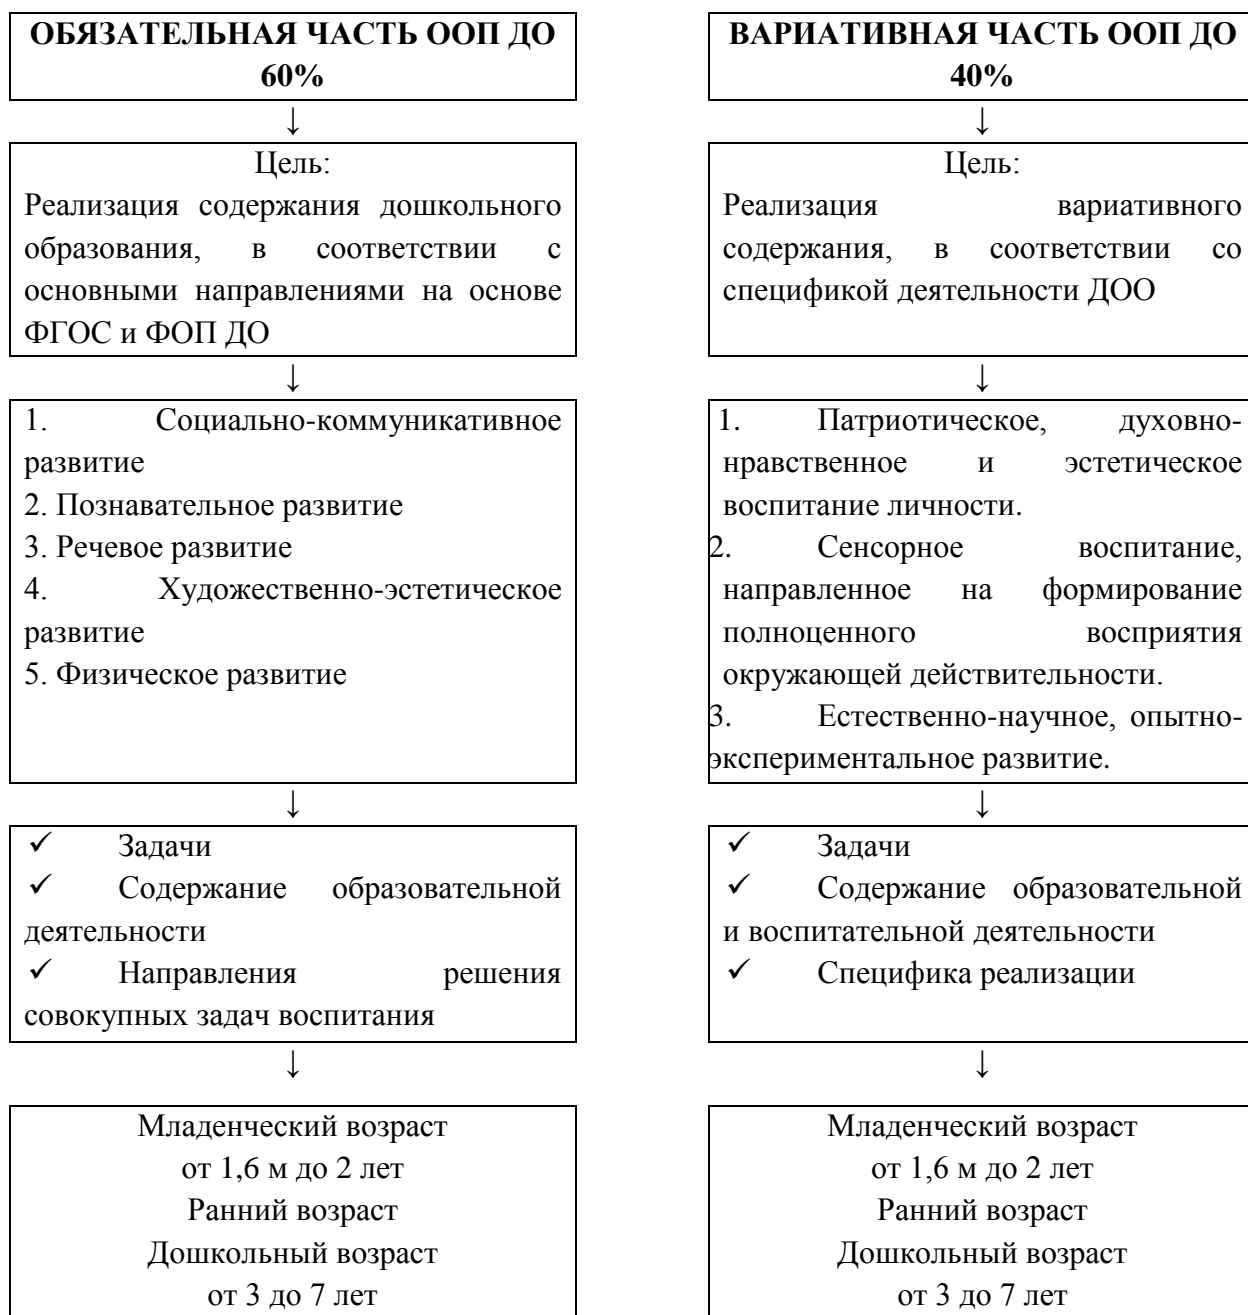 ОБЯЗАТЕЛЬНАЯ ЧАСТЬ ООП ДО
60%
↓
Цель:
Реализация содержания дошкольного
образования, в соответствии с
основными направлениями на основе
ФГОС и ФОП ДО
↓
1. Социально-коммуникативное
развитие
2. Познавательное развитие
3. Речевое развитие
4. Художественно-эстетическое
развитие
5. Физическое развитие
↓
✓ Задачи
✓ Содержание образовательной
деятельности
✓ Направления решения
совокупных задач воспитания
↓
Младенческий возраст
от 1,6 м до 2 лет
Ранний возраст
Дошкольный возраст
от 3 до 7 лет
ВАРИАТИВНАЯ ЧАСТЬ ООП ДО
40%
↓
Цель:
Реализация вариативного
содержания, в соответствии со
спецификой деятельности ДОО
↓
1. Патриотическое, духовно-
нравственное и эстетическое
воспитание личности.
2. Сенсорное воспитание,
направленное на формирование
полноценного восприятия
окружающей действительности.
3. Естественно-научное, опытно-
экспериментальное развитие.
↓
✓ Задачи
✓ Содержание образовательной
и воспитательной деятельности
✓ Специфика реализации
↓
Младенческий возраст
от 1,6 м до 2 лет
Ранний возраст
Дошкольный возраст
от 3 до 7 лет